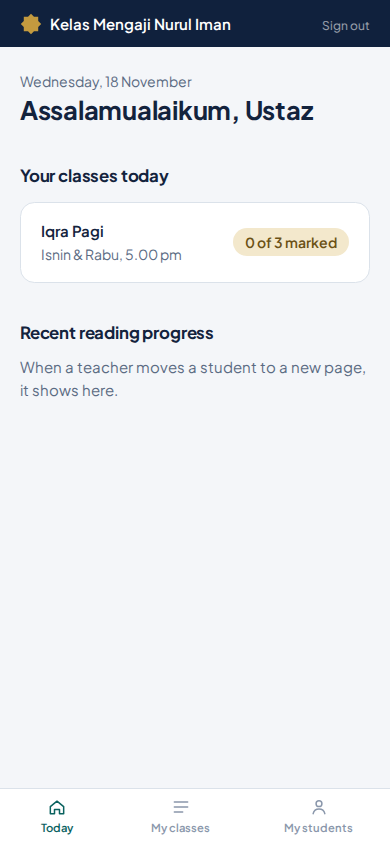 Kelas Mengaji Nurul Iman
Sign out
Wednesday, 18 November
Assalamualaikum, Ustaz
Your classes today
Iqra Pagi
Isnin & Rabu, 5.00 pm
0 of 3 marked
Recent reading progress
When a teacher moves a student to a new page,
it shows here.
Today
My classes
My students